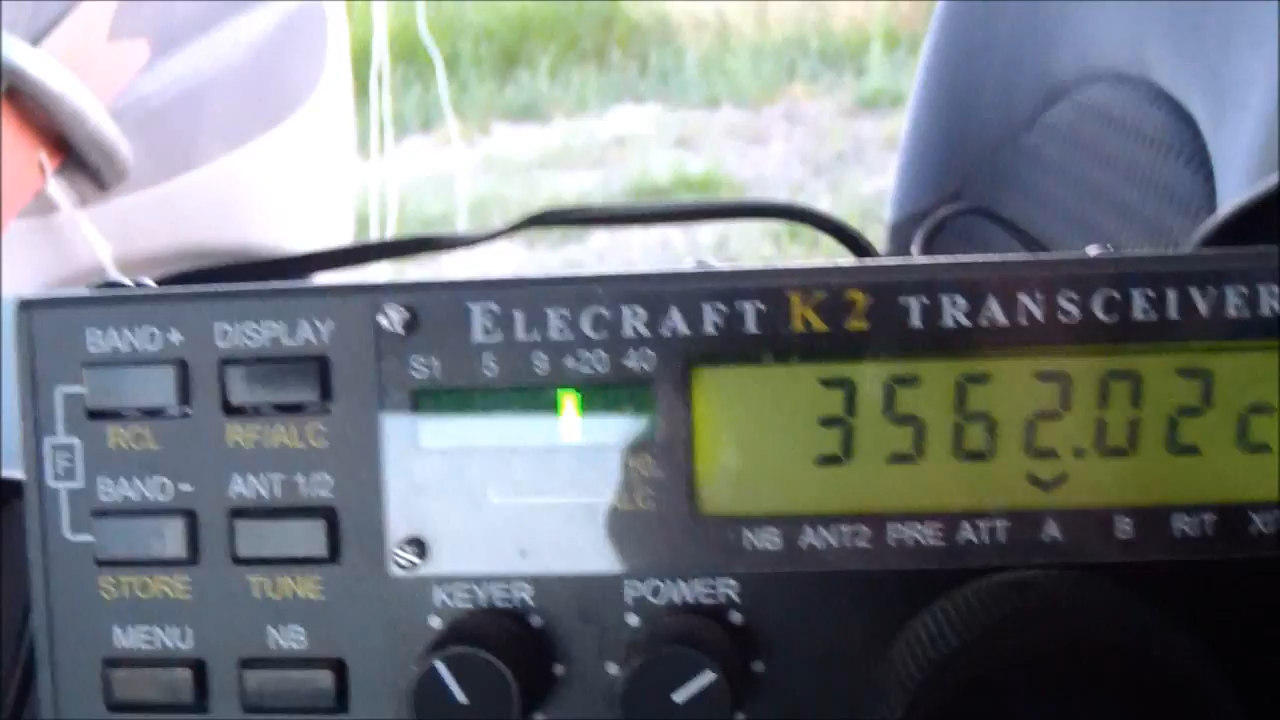 ELECRAFT K2 TRANSCEIVER
BAND+ DISPLAY
S1 5 9 +20 40
3562.02c
RCL RF/ALC
F
BAND- ANT 1/2
NB ANT2 PRE ATT A B RIT
STORE TUNE
KEYER POWER
MENU NB